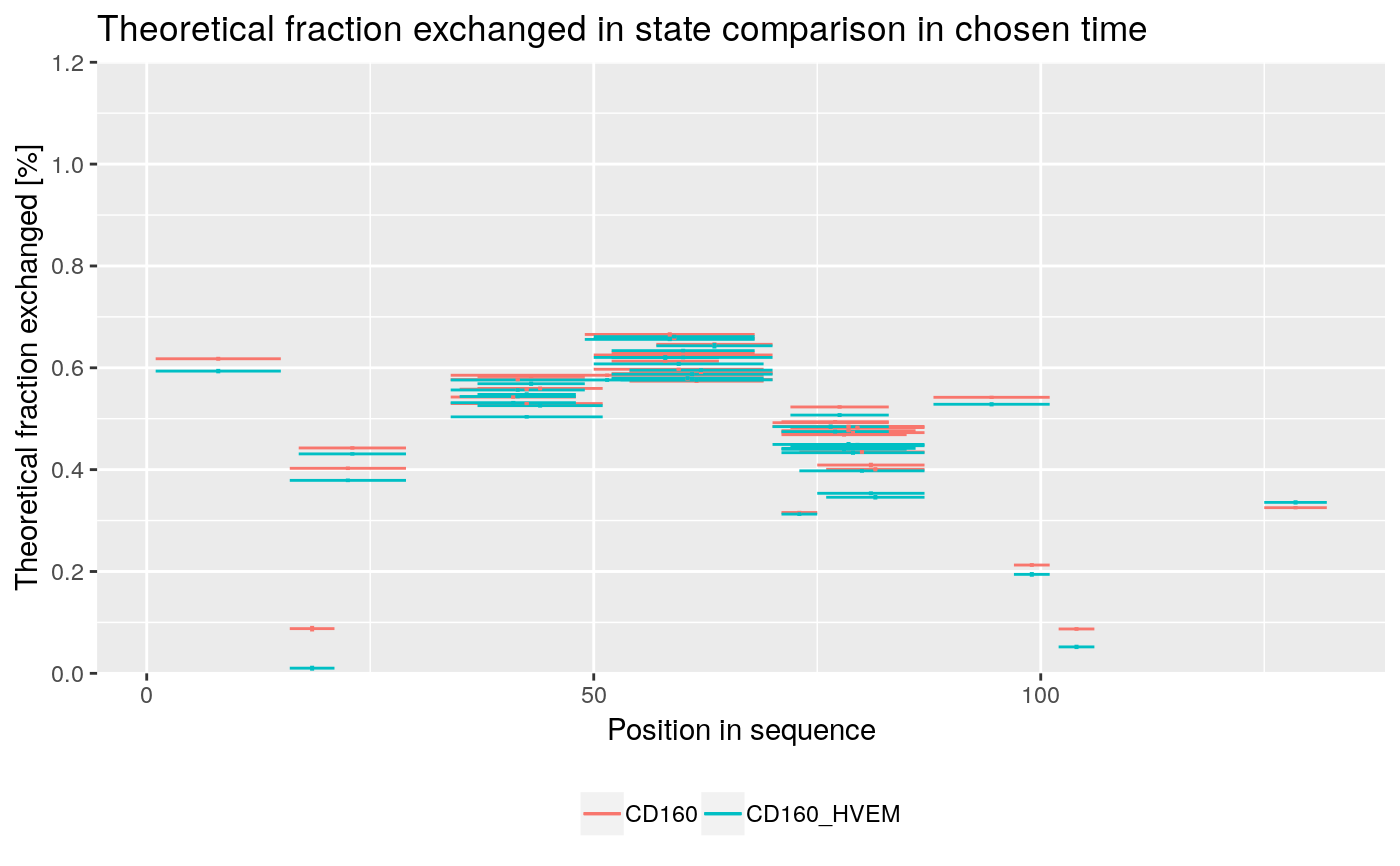 Theoretical fraction exchanged in state comparison in chosen time
Theoretical fraction exchanged [%]
1.2
1.0
0.8
0.6
0.4
0.2
0.0
0 50 100
Position in sequence
CD160 CD160_HVEM